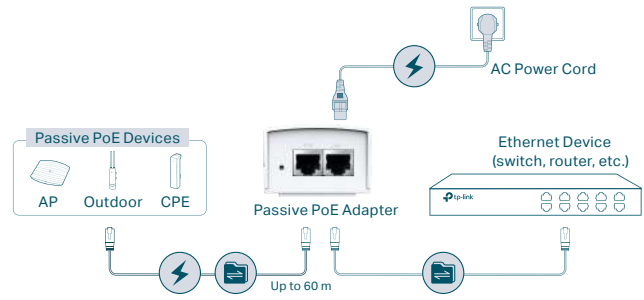 AC Power Cord
Passive PoE Devices
AP Outdoor CPE
Passive PoE Adapter
Ethernet Device
(switch, router, etc.)
tp-link
Up to 60 m